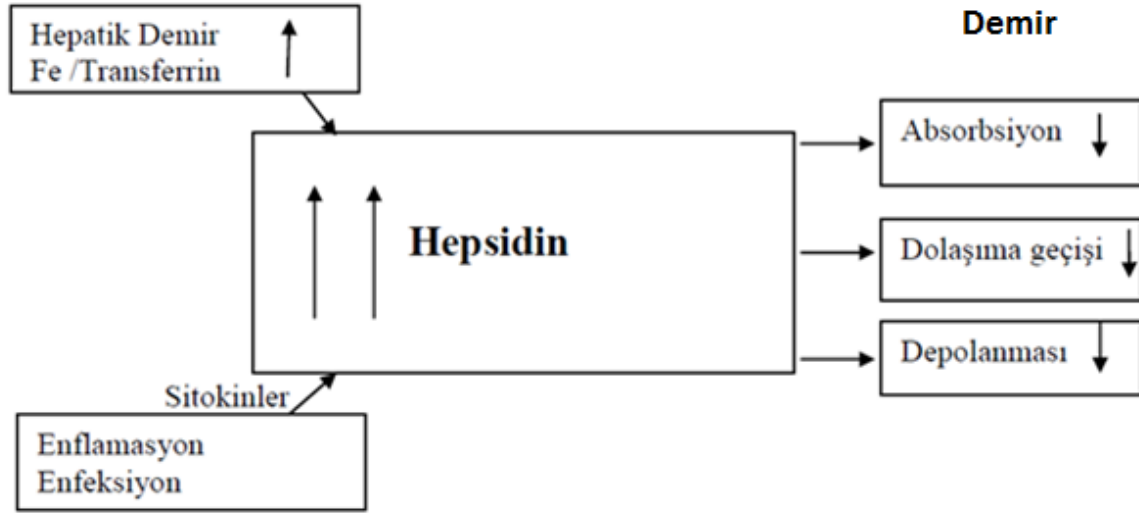 Hepatik Demir
Fe /Transferrin
Demir
Absorbsiyon
Hepsidin
Dolaşıma geçişi
Depolanması
Sitokinler
Enflamasyon
Enfeksiyon